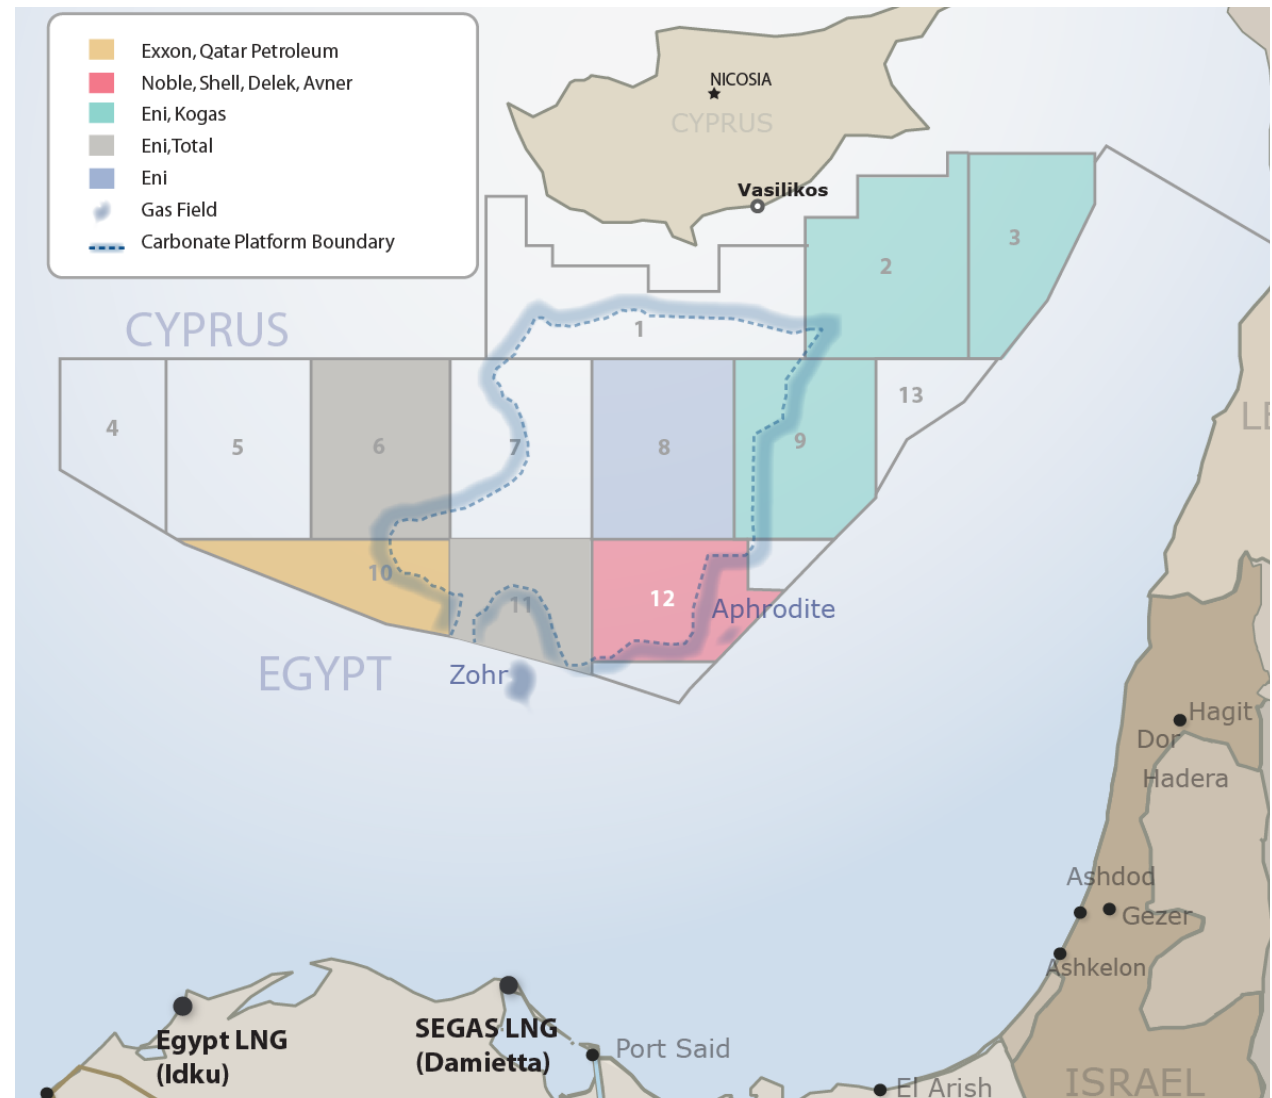 Exxon, Qatar Petroleum
Noble, Shell, Delek, Avner
Eni, Kogas
Eni,Total
Eni
Gas Field
Carbonate Platform Boundary
NICOSIA
CYPRUS
Vasilikos
3
2
CYPRUS
1
13
4
5
6
7
8
9
10
11
12
Aphrodite
EGYPT
Zohr
LE
Hagit
Dor
Hadera
Ashdod
Gezer
Ashkelon
Egypt LNG
(Idku)
SEGAS LNG
(Damietta)
Port Said
El Arish
ISRAEL